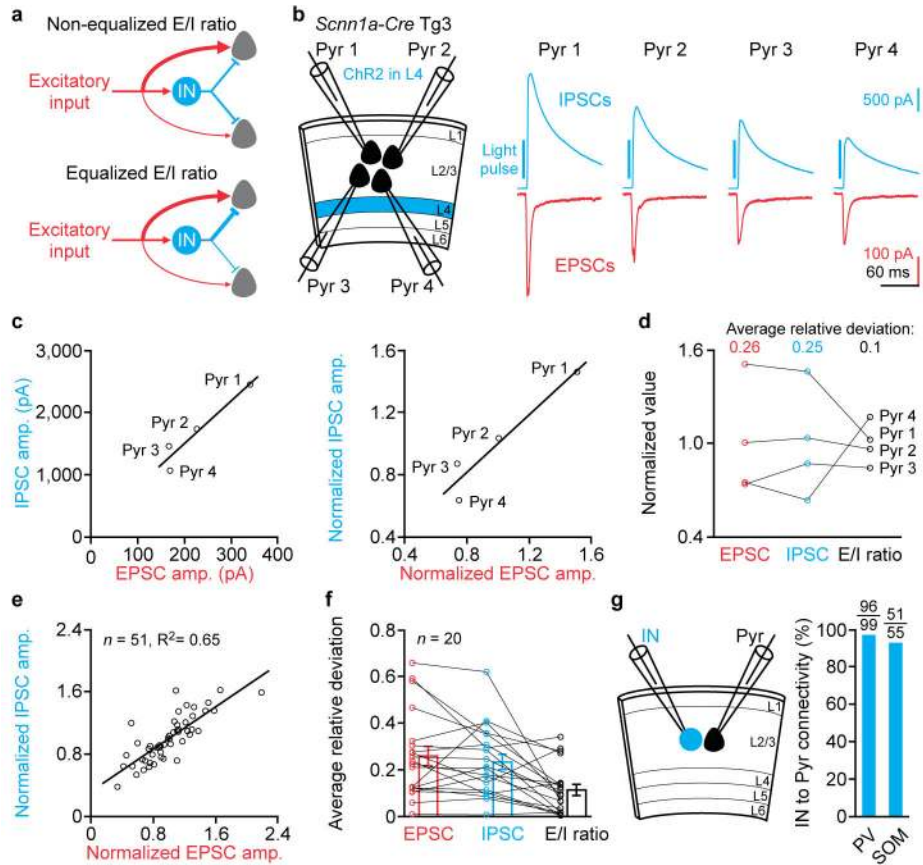 a
Non-equalized E/I ratio
Excitatory
input
IN
Equalized E/I ratio
Excitatory
input
IN
b
Scnn1a-Cre Tg3
Pyr 1 Pyr 2
ChR2 in L4
L1
L2/3
L4
L5
L6
Pyr 3 Pyr 4
Pyr 1 Pyr 2 Pyr 3 Pyr 4
IPSCs
500 pA
Light
pulse
EPSCs
100 pA
60 ms
c
IPSC amp. (pA)
3,000
2,000
1,000
0
Pyr 1
Pyr 2
Pyr 3
Pyr 4
0 100 200 300 400
EPSC amp. (pA)
Normalized IPSC amp.
1.6
1.2
0.8
0.4
Pyr 1
Pyr 2
Pyr 3
Pyr 4
0.4 0.8 1.2 1.6
Normalized EPSC amp.
d
Average relative deviation:
0.26 0.25 0.1
Normalized value
1.6
1.0
0.4
Pyr 4
Pyr 1
Pyr 2
Pyr 3
EPSC IPSC E/I ratio
e
Normalized IPSC amp.
2.4
1.6
0.8
0
n = 51, R²= 0.65
0 0.8 1.6 2.4
Normalized EPSC amp.
f
Average relative deviation
0.8
0.6
0.4
0.2
0
n = 20
EPSC IPSC E/I ratio
g
IN Pyr
L1
L2/3
L4
L5
L6
IN to Pyr connectivity (%)
100
80
60
40
20
0
96
99
51
55
PV
SOM